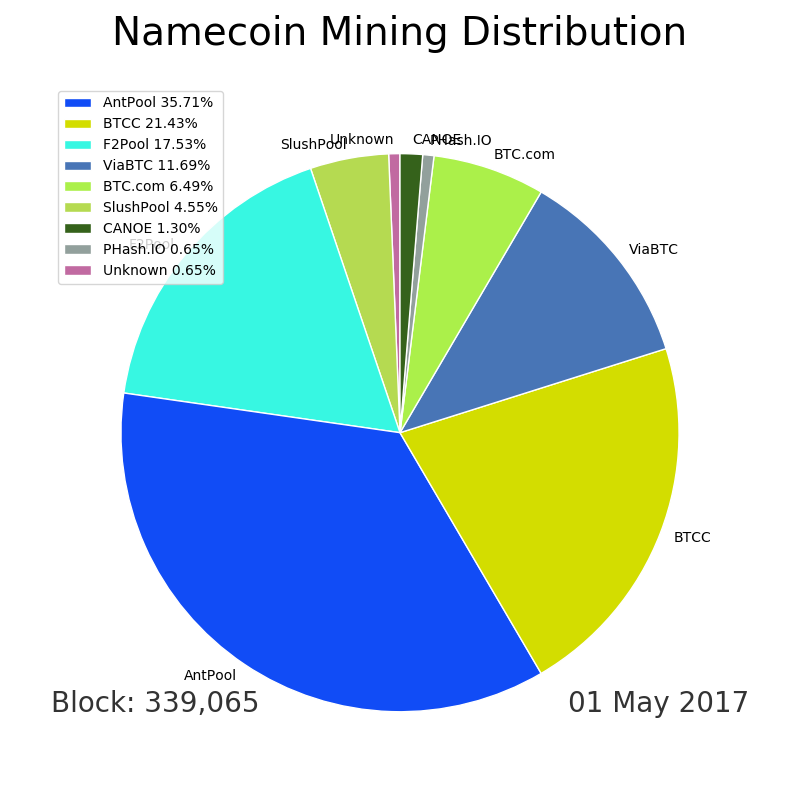 Namecoin Mining Distribution
AntPool 35.71%
BTCC 21.43%
F2Pool 17.53%
ViaBTC 11.69%
BTC.com 6.49%
SlushPool 4.55%
CANOE 1.30%
PHash.IO 0.65%
Unknown 0.65%
SlushPool
Unknown
CANOE
PHash.IO
BTC.com
F2Pool
ViaBTC
BTCC
AntPool
Block: 339,065
01 May 2017